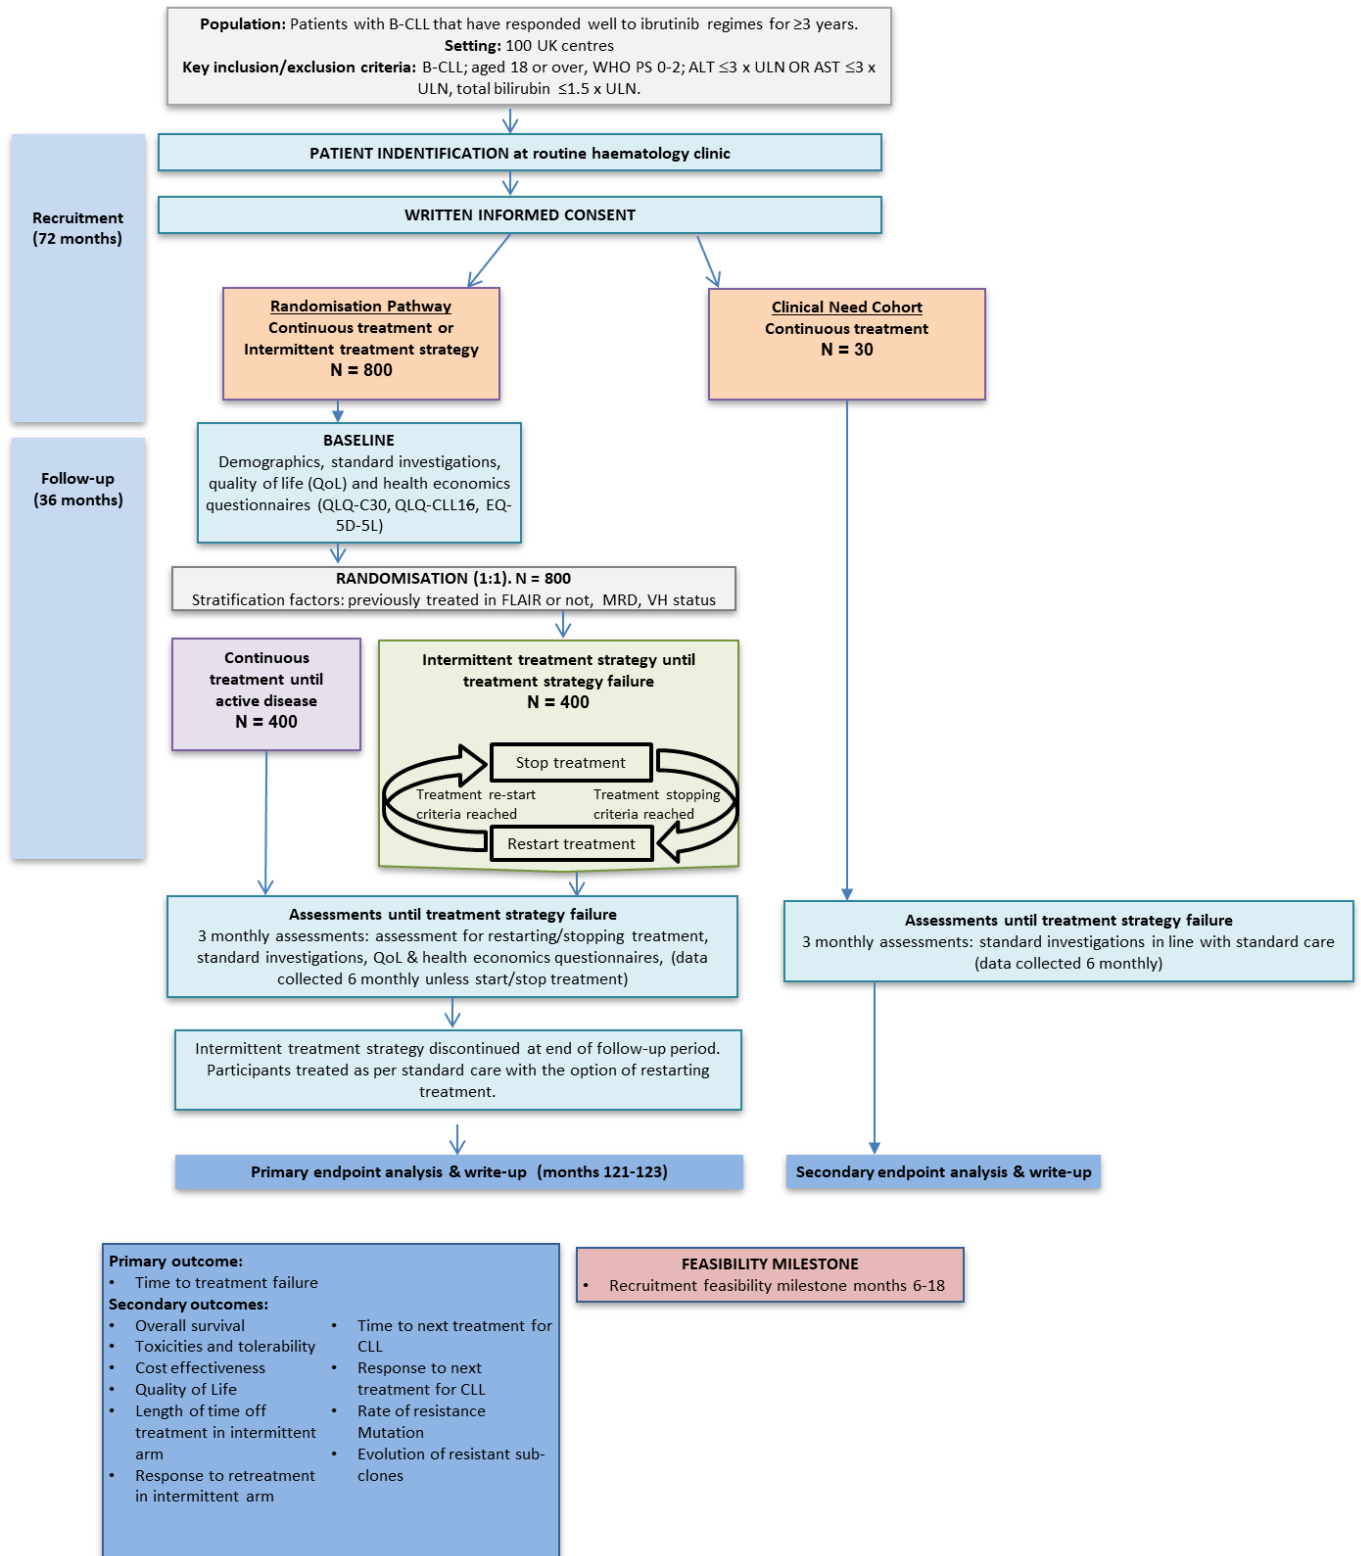 Population: Patients with B-CLL that have responded well to ibrutinib regimes for ≥3 years.
Setting: 100 UK centres
Key inclusion/exclusion criteria: B-CLL; aged 18 or over, WHO PS 0-2; ALT ≤3 x ULN OR AST ≤3 x
ULN, total bilirubin ≤1.5 x ULN.
PATIENT INDENTIFICATION at routine haematology clinic
WRITTEN INFORMED CONSENT
Recruitment
(72 months)
Randomisation Pathway
Continuous treatment or
Intermittent treatment strategy
N = 800
Clinical Need Cohort
Continuous treatment
N = 30
Follow-up
(36 months)
BASELINE
Demographics, standard investigations,
quality of life (QoL) and health economics
questionnaires (QLQ-C30, QLQ-CLL16, EQ-
5D-5L)
RANDOMISATION (1:1). N = 800
Stratification factors: previously treated in FLAIR or not, MRD, VH status
Continuous
treatment until
active disease
N = 400
Intermittent treatment strategy until
treatment strategy failure
N = 400
Stop treatment
Treatment re-start
criteria reached
Treatment stopping
criteria reached
Restart treatment
Assessments until treatment strategy failure
3 monthly assessments: assessment for restarting/stopping treatment,
standard investigations, QoL & health economics questionnaires, (data
collected 6 monthly unless start/stop treatment)
Assessments until treatment strategy failure
3 monthly assessments: standard investigations in line with standard care
(data collected 6 monthly)
Intermittent treatment strategy discontinued at end of follow-up period.
Participants treated as per standard care with the option of restarting
treatment.
Primary endpoint analysis & write-up (months 121-123)
Secondary endpoint analysis & write-up
Primary outcome:
• Time to treatment failure
Secondary outcomes:
• Overall survival
• Toxicities and tolerability
• Cost effectiveness
• Quality of Life
• Length of time off
treatment in intermittent
arm
• Response to retreatment
in intermittent arm
• Time to next treatment for
CLL
• Response to next
treatment for CLL
• Rate of resistance
Mutation
• Evolution of resistant sub-
clones
FEASIBILITY MILESTONE
• Recruitment feasibility milestone months 6-18